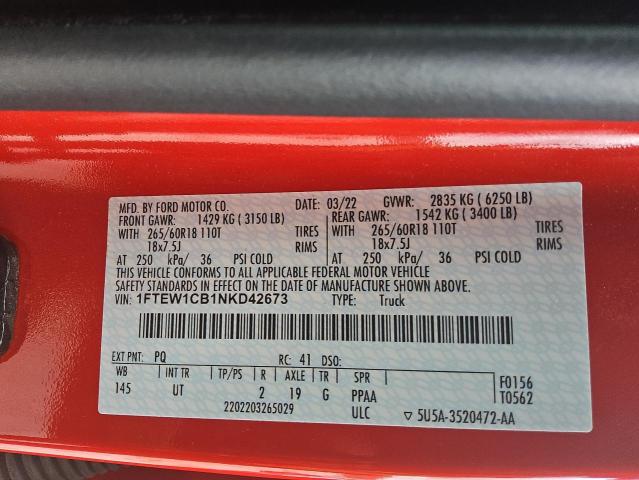 MFD. BY FORD MOTOR CO. DATE: 03/22 GVWR: 2835 KG ( 6250 LB)
FRONT GAWR: 1429 KG ( 3150 LB) REAR GAWR: 1542 KG ( 3400 LB)
WITH 265/60R18 110T TIRES WITH 265/60R18 110T TIRES
18x7.5J RIMS 18x7.5J RIMS
AT 250 kPa/ 36 PSI COLD AT 250 kPa/ 36 PSI COLD
THIS VEHICLE CONFORMS TO ALL APPLICABLE FEDERAL MOTOR VEHICLE
SAFETY STANDARDS IN EFFECT ON THE DATE OF MANUFACTURE SHOWN ABOVE.
VIN: 1FTEW1CB1NKD42673 TYPE: Truck
EXT PNT: PQ RC: 41 DSO:
WB INT TR TP/PS R AXLE TR SPR F0156
145 UT 2 19 G PPAA T0562
2202203265029 ULC ▽ 5U5A-3520472-AA